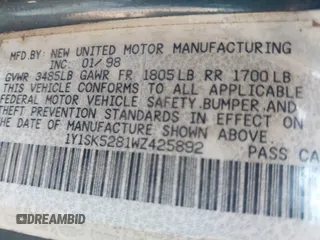 MFD.BY: NEW UNITED MOTOR MANUFACTURING
INC. 01/98
GVWR 3485LB GAWR FR 1805LB RR 1700LB
THIS VEHICLE CONFORMS TO ALL APPLICABLE
FEDERAL MOTOR VEHICLE SAFETY,BUMPER,AND
THEFT PREVENTION STANDARDS IN EFFECT ON
THE DATE OF MANUFACTURE SHOWN ABOVE.
1Y1SK5281WZ425892 PASS CA
DREAMBID